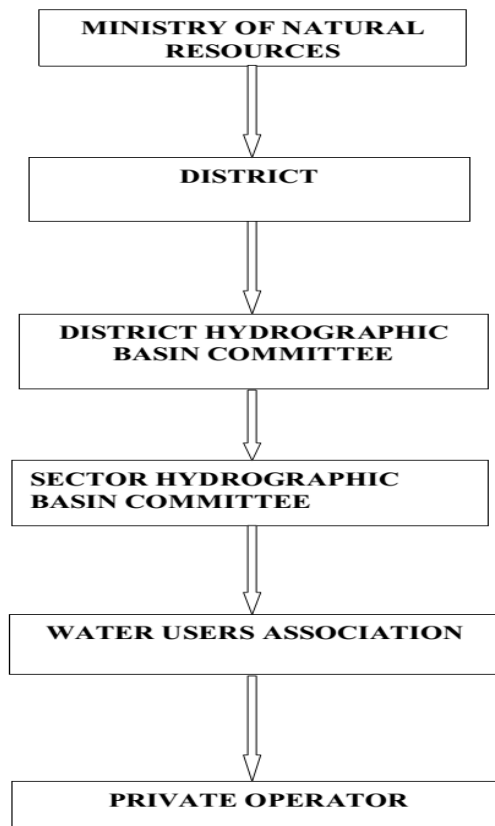 MINISTRY OF NATURAL
RESOURCES
DISTRICT
DISTRICT HYDROGRAPHIC
BASIN COMMITTEE
SECTOR HYDROGRAPHIC
BASIN COMMITTEE
WATER USERS ASSOCIATION
PRIVATE OPERATOR